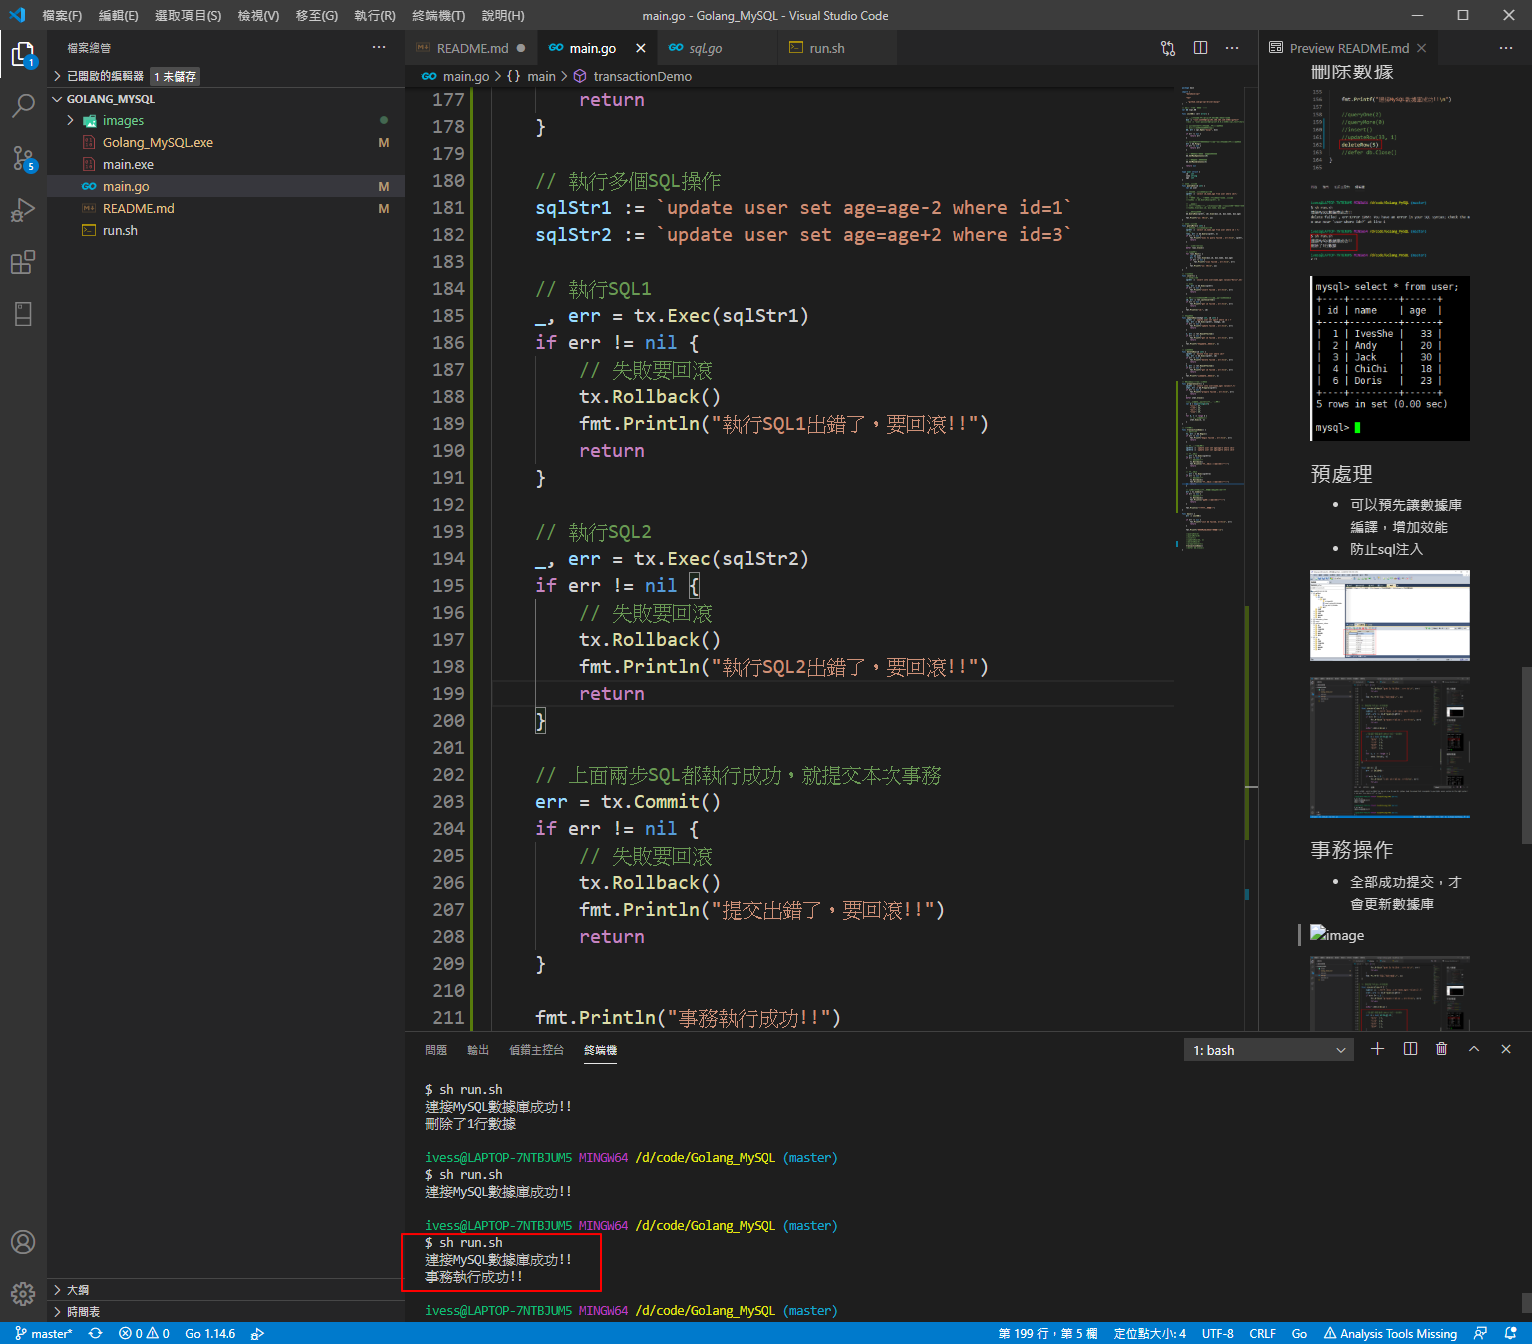 檔案(F) 編輯(E) 選取項目(S) 檢視(V) 移至(G) 執行(R) 終端機(T) 說明(H) main.go - Golang_MySQL - Visual Studio Code
檔案總管
已開啟的編輯器 1 未儲存
GOLANG_MYSQL
images
Golang_MySQL.exe M
main.exe
main.go M
README.md M
run.sh
大綱
時間表
README.md main.go sql.go run.sh
main.go > {} main > transactionDemo
177 return
178 }
179
180 // 執行多個SQL操作
181 sqlStr1 := `update user set age=age-2 where id=1`
182 sqlStr2 := `update user set age=age+2 where id=3`
183
184 // 執行SQL1
185 _, err = tx.Exec(sqlStr1)
186 if err != nil {
187 // 失敗要回滾
188 tx.Rollback()
189 fmt.Println("執行SQL1出錯了，要回滾!!")
190 return
191 }
192
193 // 執行SQL2
194 _, err = tx.Exec(sqlStr2)
195 if err != nil {
196 // 失敗要回滾
197 tx.Rollback()
198 fmt.Println("執行SQL2出錯了，要回滾!!")
199 return
200 }
201
202 // 上面兩步SQL都執行成功，就提交本次事務
203 err = tx.Commit()
204 if err != nil {
205 // 失敗要回滾
206 tx.Rollback()
207 fmt.Println("提交出錯了，要回滾!!")
208 return
209 }
210
211 fmt.Println("事務執行成功!!")
Preview README.md
刪除數據
mysql> select * from user;
+----+---------+------+
| id | name | age |
+----+---------+------+
| 1 | IvesShe | 33 |
| 2 | Andy | 20 |
| 3 | Jack | 30 |
| 4 | ChiChi | 18 |
| 6 | Doris | 23 |
+----+---------+------+
5 rows in set (0.00 sec)
mysql>
預處理
• 可以預先讓數據庫
編譯，增加效能
• 防止sql注入
事務操作
• 全部成功提交，才
會更新數據庫
image
問題 輸出 偵錯主控台 終端機 1: bash
$ sh run.sh
連接MySQL數據庫成功!!
刪除了1行數據
ivess@LAPTOP-7NTBJUM5 MINGW64 /d/code/Golang_MySQL (master)
$ sh run.sh
連接MySQL數據庫成功!!
ivess@LAPTOP-7NTBJUM5 MINGW64 /d/code/Golang_MySQL (master)
$ sh run.sh
連接MySQL數據庫成功!!
事務執行成功!!
ivess@LAPTOP-7NTBJUM5 MINGW64 /d/code/Golang_MySQL (master)
master* 0 0 Go 1.14.6 第 199 行，第 5 欄 定位點大小: 4 UTF-8 CRLF Go Analysis Tools Missing